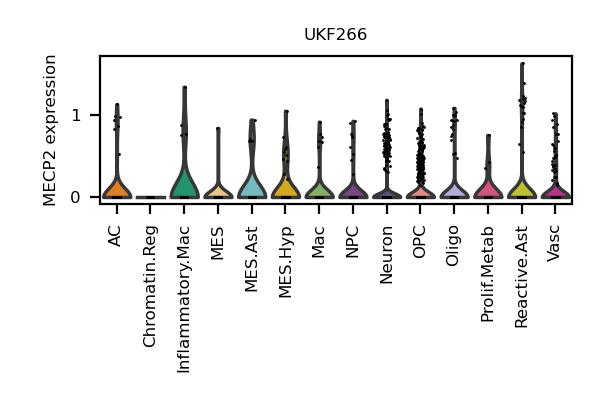 UKF266
MECP2 expression
1
0
AC
Chromatin.Reg
Inflammatory.Mac
MES
MES.Ast
MES.Hyp
Mac
NPC
Neuron
OPC
Oligo
Prolif.Metab
Reactive.Ast
Vasc